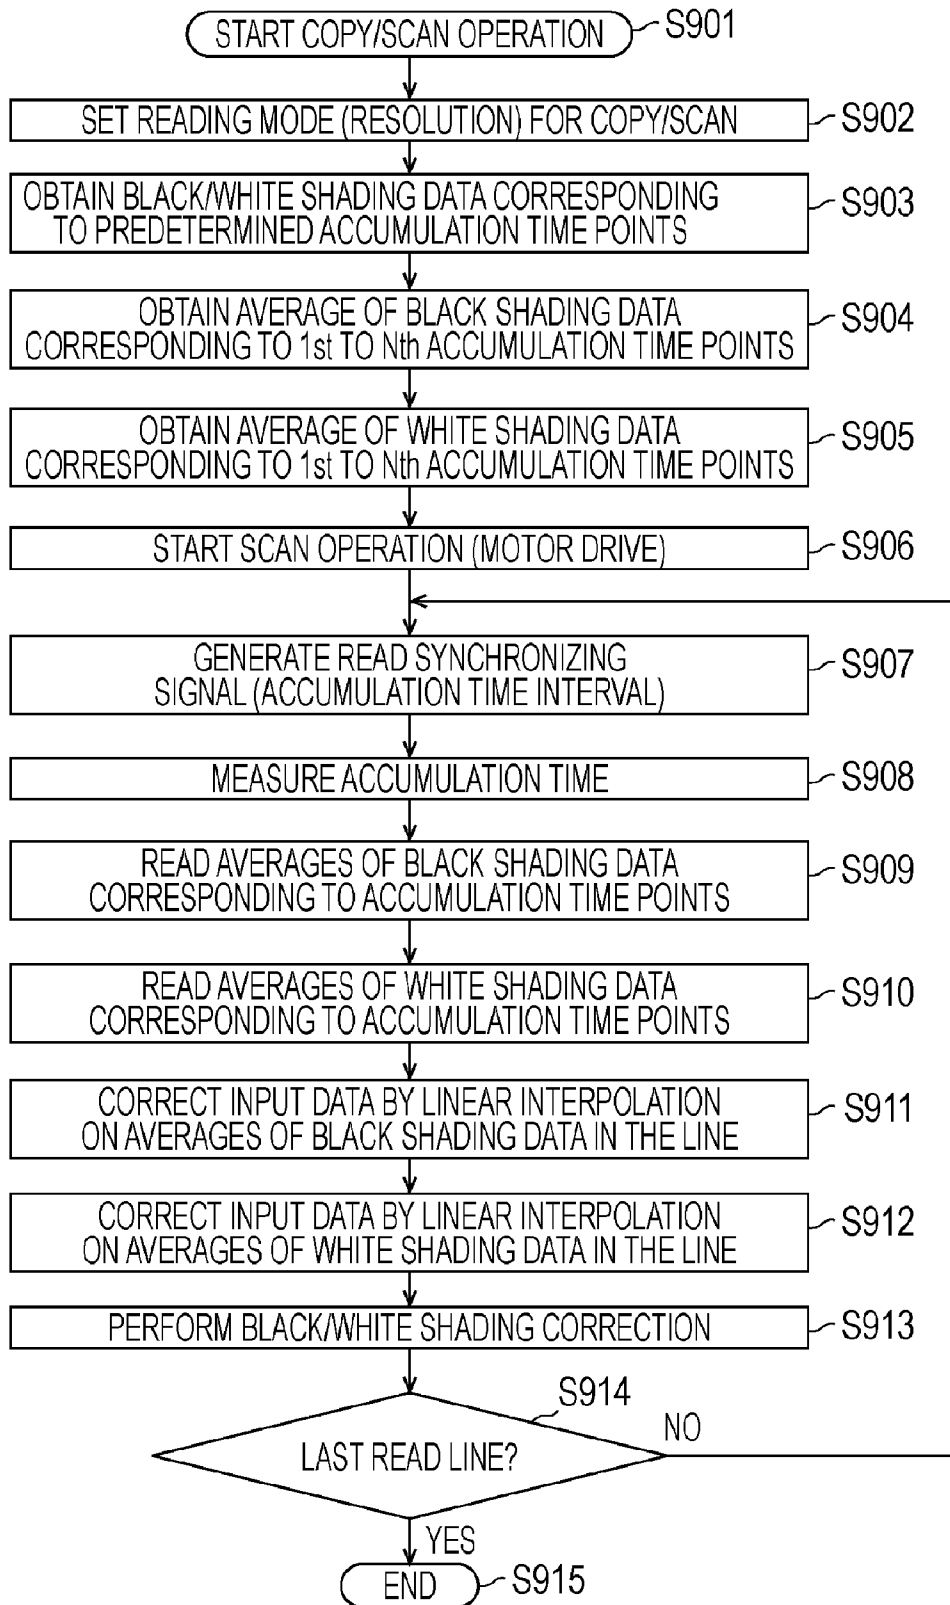 START COPY/SCAN OPERATION
S901
SET READING MODE (RESOLUTION) FOR COPY/SCAN
S902
OBTAIN BLACK/WHITE SHADING DATA CORRESPONDING
TO PREDETERMINED ACCUMULATION TIME POINTS
S903
OBTAIN AVERAGE OF BLACK SHADING DATA
CORRESPONDING TO 1st TO Nth ACCUMULATION TIME POINTS
S904
OBTAIN AVERAGE OF WHITE SHADING DATA
CORRESPONDING TO 1st TO Nth ACCUMULATION TIME POINTS
S905
START SCAN OPERATION (MOTOR DRIVE)
S906
GENERATE READ SYNCHRONIZING
SIGNAL (ACCUMULATION TIME INTERVAL)
S907
MEASURE ACCUMULATION TIME
S908
READ AVERAGES OF BLACK SHADING DATA
CORRESPONDING TO ACCUMULATION TIME POINTS
S909
READ AVERAGES OF WHITE SHADING DATA
CORRESPONDING TO ACCUMULATION TIME POINTS
S910
CORRECT INPUT DATA BY LINEAR INTERPOLATION
ON AVERAGES OF BLACK SHADING DATA IN THE LINE
S911
CORRECT INPUT DATA BY LINEAR INTERPOLATION
ON AVERAGES OF WHITE SHADING DATA IN THE LINE
S912
PERFORM BLACK/WHITE SHADING CORRECTION
S913
S914
LAST READ LINE?
NO
YES
END
S915